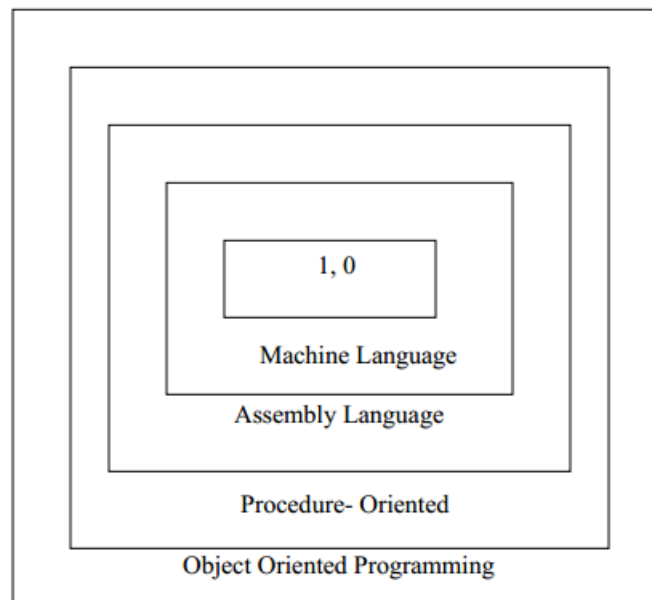 1, 0
Machine Language
Assembly Language
Procedure- Oriented
Object Oriented Programming